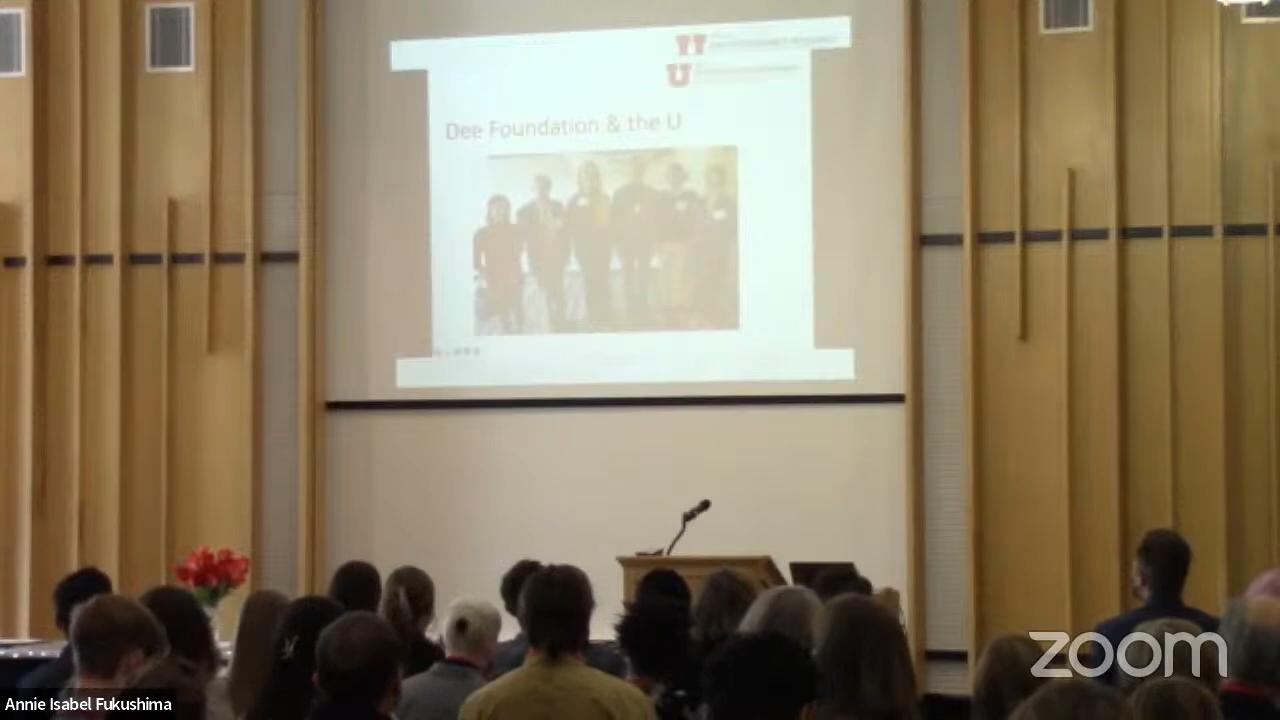 U
U
Dee Foundation & the U
zoom
Annie Isabel Fukushima